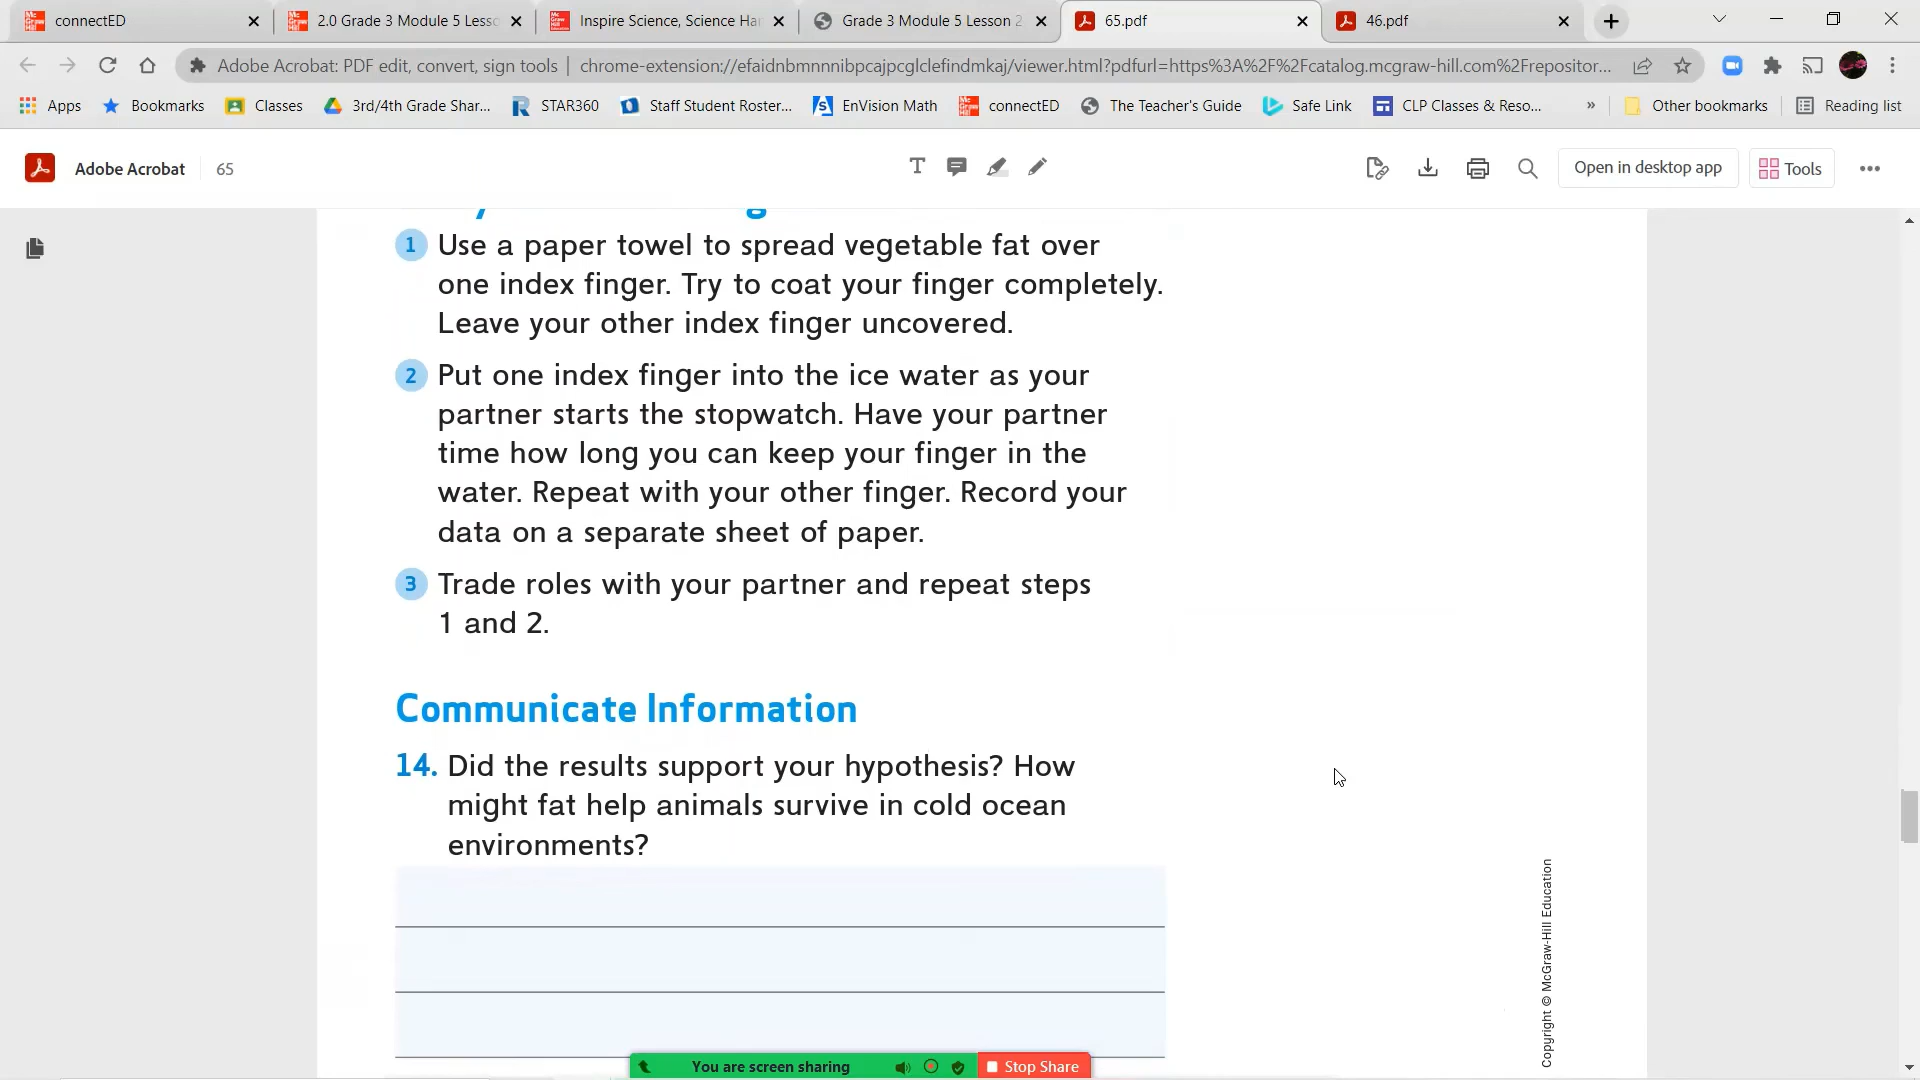 connectED
2.0 Grade 3 Module 5 Lesso
Inspire Science, Science Ha
Grade 3 Module 5 Lesson 2
65.pdf
46.pdf
Adobe Acrobat: PDF edit, convert, sign tools | chrome-extension://efaidnbmnnnibpcajpcglclefindmkaj/viewer.html?pdfurl=https%3A%2F%2Fcatalog.mcgraw-hill.com%2Frepositor...
Apps Bookmarks Classes 3rd/4th Grade Shar... STAR360 Staff Student Roster... EnVision Math connectED The Teacher's Guide Safe Link CLP Classes & Reso... » Other bookmarks Reading list
Adobe Acrobat 65 Open in desktop app Tools
1 Use a paper towel to spread vegetable fat over
one index finger. Try to coat your finger completely.
Leave your other index finger uncovered.
2 Put one index finger into the ice water as your
partner starts the stopwatch. Have your partner
time how long you can keep your finger in the
water. Repeat with your other finger. Record your
data on a separate sheet of paper.
3 Trade roles with your partner and repeat steps
1 and 2.
Communicate Information
14. Did the results support your hypothesis? How
might fat help animals survive in cold ocean
environments?
Copyright © McGraw-Hill Education
You are screen sharing Stop Share